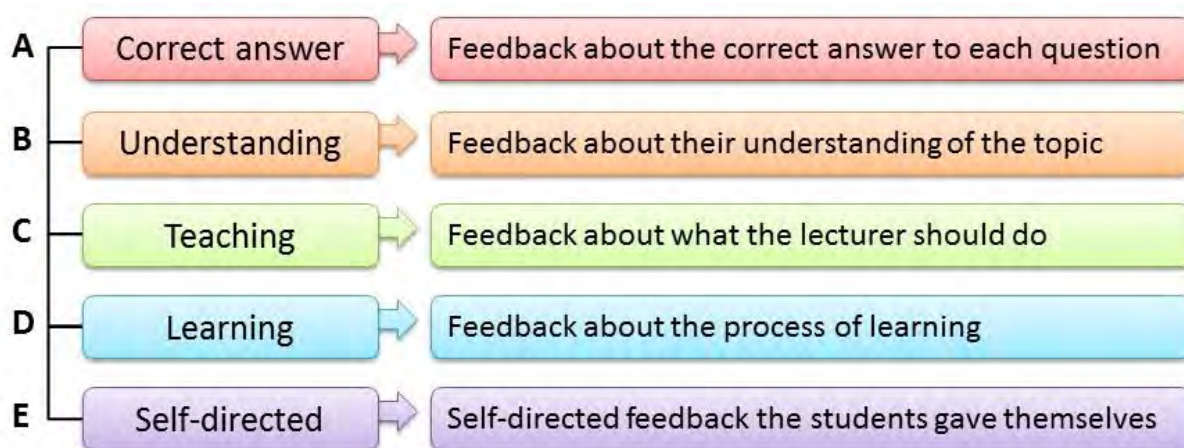 A Correct answer Feedback about the correct answer to each question
B Understanding Feedback about their understanding of the topic
C Teaching Feedback about what the lecturer should do
D Learning Feedback about the process of learning
E Self-directed Self-directed feedback the students gave themselves